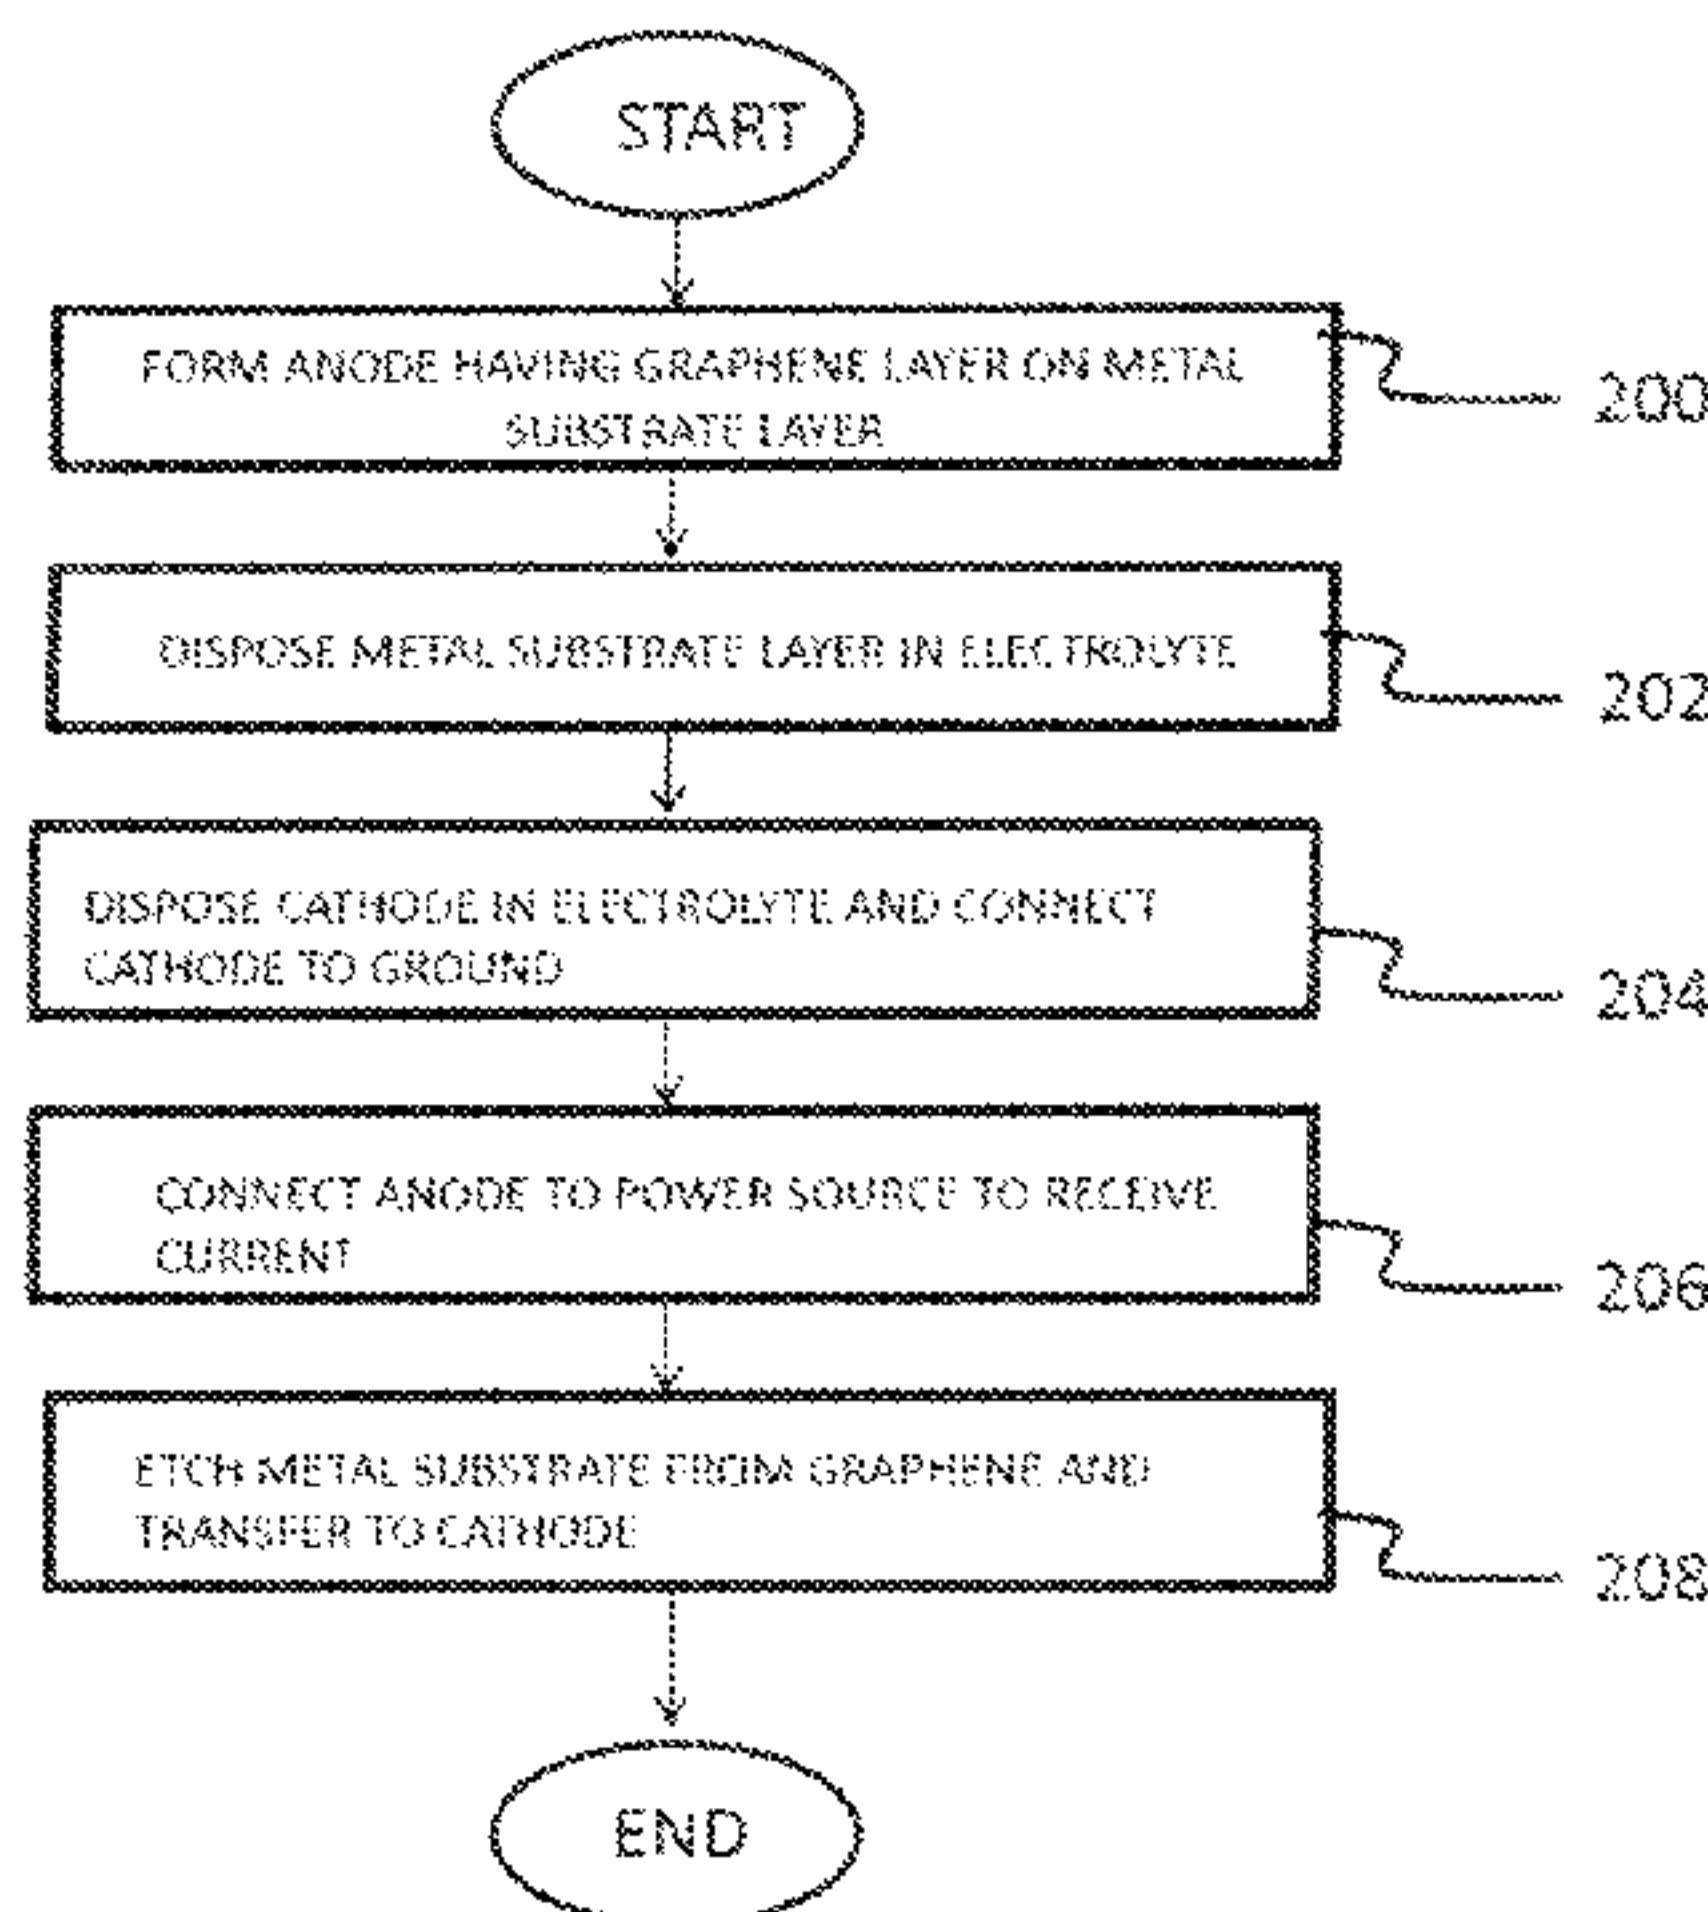 START
FORM ANODE HAVING GRAPHENE LAYER ON METAL
SUBSTRATE LAYER
200
DISPOSE METAL SUBSTRATE LAYER IN ELECTROLYTE
202
DISPOSE CATHODE IN ELECTROLYTE AND CONNECT
CATHODE TO GROUND
204
CONNECT ANODE TO POWER SOURCE TO RECEIVE
CURRENT
206
ETCH METAL SUBSTRATE FROM GRAPHENE AND
TRANSFER TO CATHODE
208
END